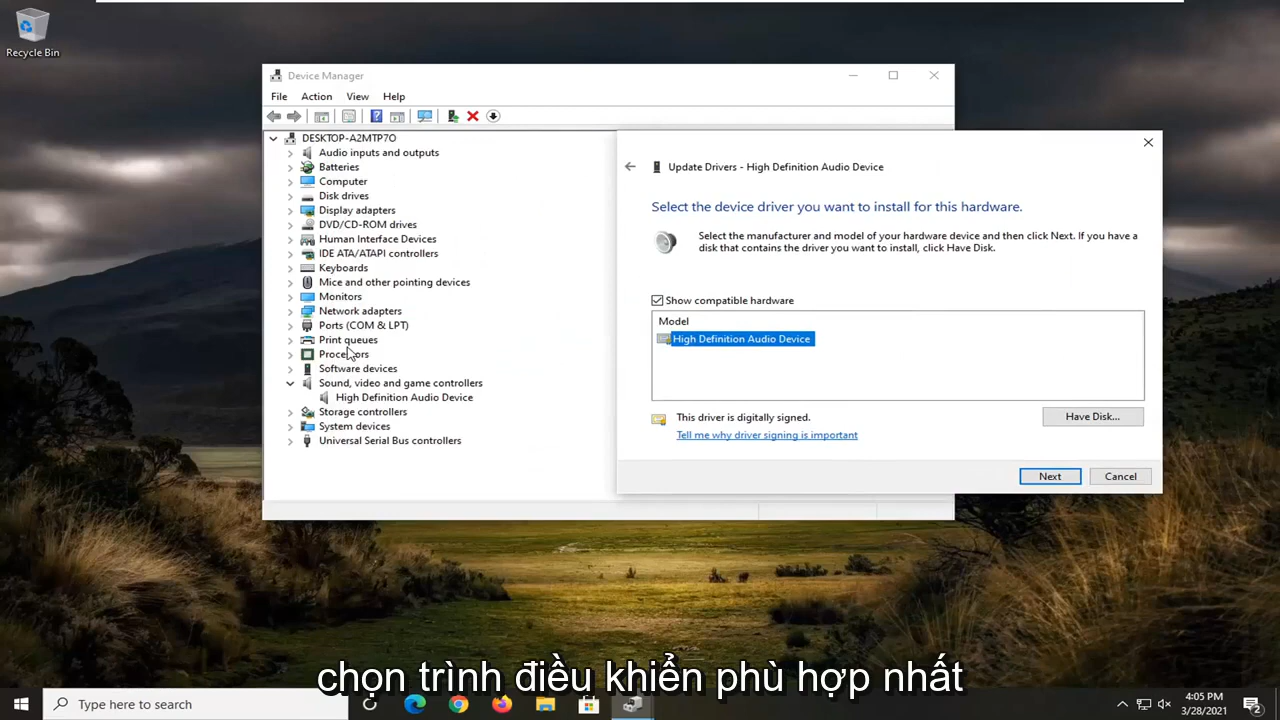 Recycle Bin
Device Manager
File Action View Help
DESKTOP-A2MTP7O
Audio inputs and outputs
Batteries
Computer
Disk drives
Display adapters
DVD/CD-ROM drives
Human Interface Devices
IDE ATA/ATAPI controllers
Keyboards
Mice and other pointing devices
Monitors
Network adapters
Ports (COM & LPT)
Print queues
Processors
Software devices
Sound, video and game controllers
High Definition Audio Device
Storage controllers
System devices
Universal Serial Bus controllers
Update Drivers - High Definition Audio Device
Select the device driver you want to install for this hardware.
Select the manufacturer and model of your hardware device and then click Next. If you have a
disk that contains the driver you want to install, click Have Disk.
Show compatible hardware
Model
High Definition Audio Device
This driver is digitally signed.
Have Disk...
Tell me why driver signing is important
Next Cancel
chọn trình điều khiển phù hợp nhất
Type here to search
4:05 PM
3/28/2021
2